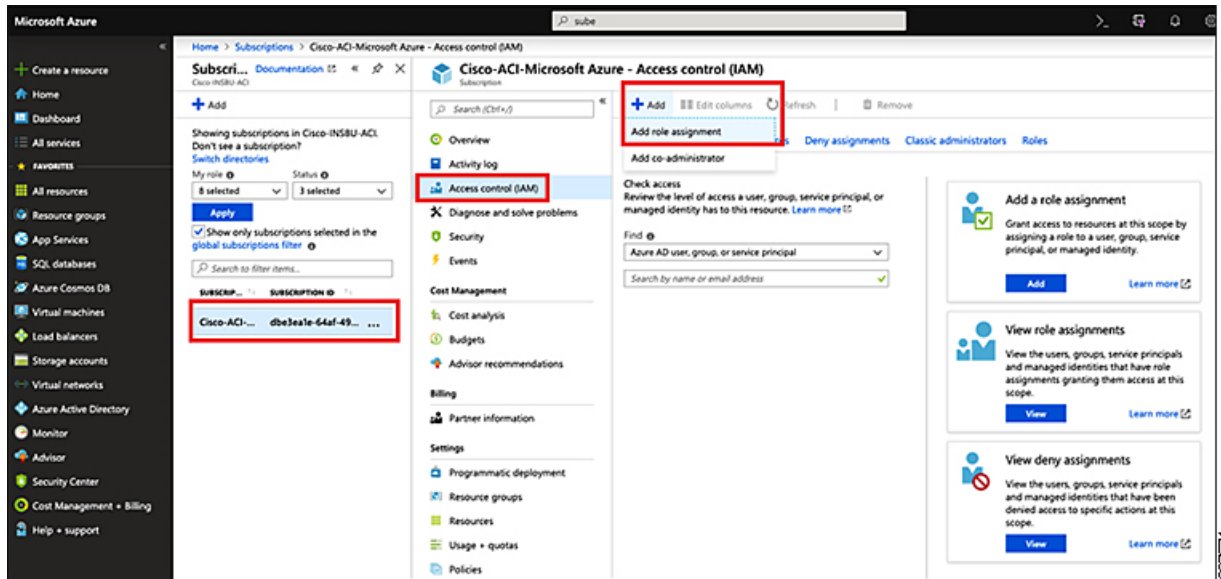 Microsoft Azure
sube
Create a resource
Home
Dashboard
All services
FAVORITES
All resources
Resource groups
App Services
SQL databases
Azure Cosmos DB
Virtual machines
Load balancers
Storage accounts
Virtual networks
Azure Active Directory
Monitor
Advisor
Security Center
Cost Management + Billing
Help + support
Home > Subscriptions > Cisco-ACI-Microsoft Azure - Access control (IAM)
Subscri... Documentation
Cisco INSBU ACI
Add
Showing subscriptions in Cisco-INSBU-ACI.
Don't see a subscription?
Switch directories
My role Status
8 selected 3 selected
Apply
Show only subscriptions selected in the
global subscriptions filter
Search to filter items...
SUBSCRIP... SUBSCRIPTION ID
Cisco-ACI-... dbe3ea1e-64af-49... ...
Cisco-ACI-Microsoft Azure - Access control (IAM)
Subscription
Search (Ctrl+/)
Overview
Activity log
Access control (IAM)
Diagnose and solve problems
Security
Events
Cost Management
Cost analysis
Budgets
Advisor recommendations
Billing
Partner information
Settings
Programmatic deployment
Resource groups
Resources
Usage + quotas
Policies
Add Edit columns Refresh Remove
Add role assignment
Add co-administrator
Deny assignments Classic administrators Roles
Check access
Review the level of access a user, group, service principal, or
managed identity has to this resource. Learn more
Find
Azure AD user, group, or service principal
Search by name or email address
Add a role assignment
Grant access to resources at this scope by
assigning a role to a user, group, service
principal, or managed identity.
Add Learn more
View role assignments
View the users, groups, service principals
and managed identities that have role
assignments granting them access at this
scope.
View Learn more
View deny assignments
View the users, groups, service principals
and managed identities that have been
denied access to specific actions at this
scope.
View Learn more